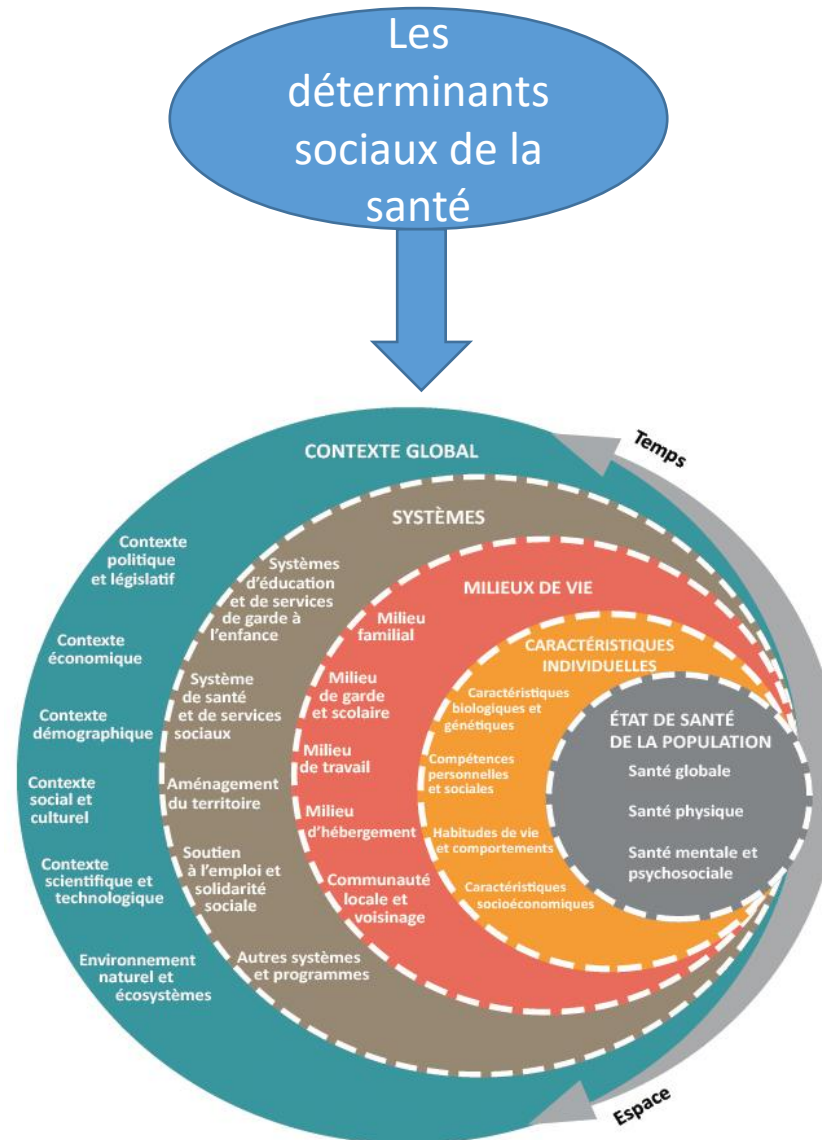 Les
déterminants
sociaux de la
santé
Temps
CONTEXTE GLOBAL
Contexte
politique
et législatif
Contexte
économique
Contexte
démographique
Contexte
social et
culturel
Contexte
scientifique et
technologique
Environnement
naturel et
écosystèmes
SYSTÈMES
Systèmes
d'éducation
et de services
de garde à
l'enfance
Système
de santé
et de services
sociaux
Aménagement
du territoire
Soutien
à l'emploi et
solidarité
sociale
Autres systèmes
et programmes
MILIEUX DE VIE
Milieu
familial
Milieu
de garde
et scolaire
Milieu
de travail
Milieu
d'hébergement
Communauté
locale et
voisinage
CARACTÉRISTIQUES
INDIVIDUELLES
Caractéristiques
biologiques et
génétiques
Compétences
personnelles
et sociales
Habitudes de vie
et comportements
Caractéristiques
socioéconomiques
ÉTAT DE SANTÉ
DE LA POPULATION
Santé globale
Santé physique
Santé mentale et
psychosociale
Espace